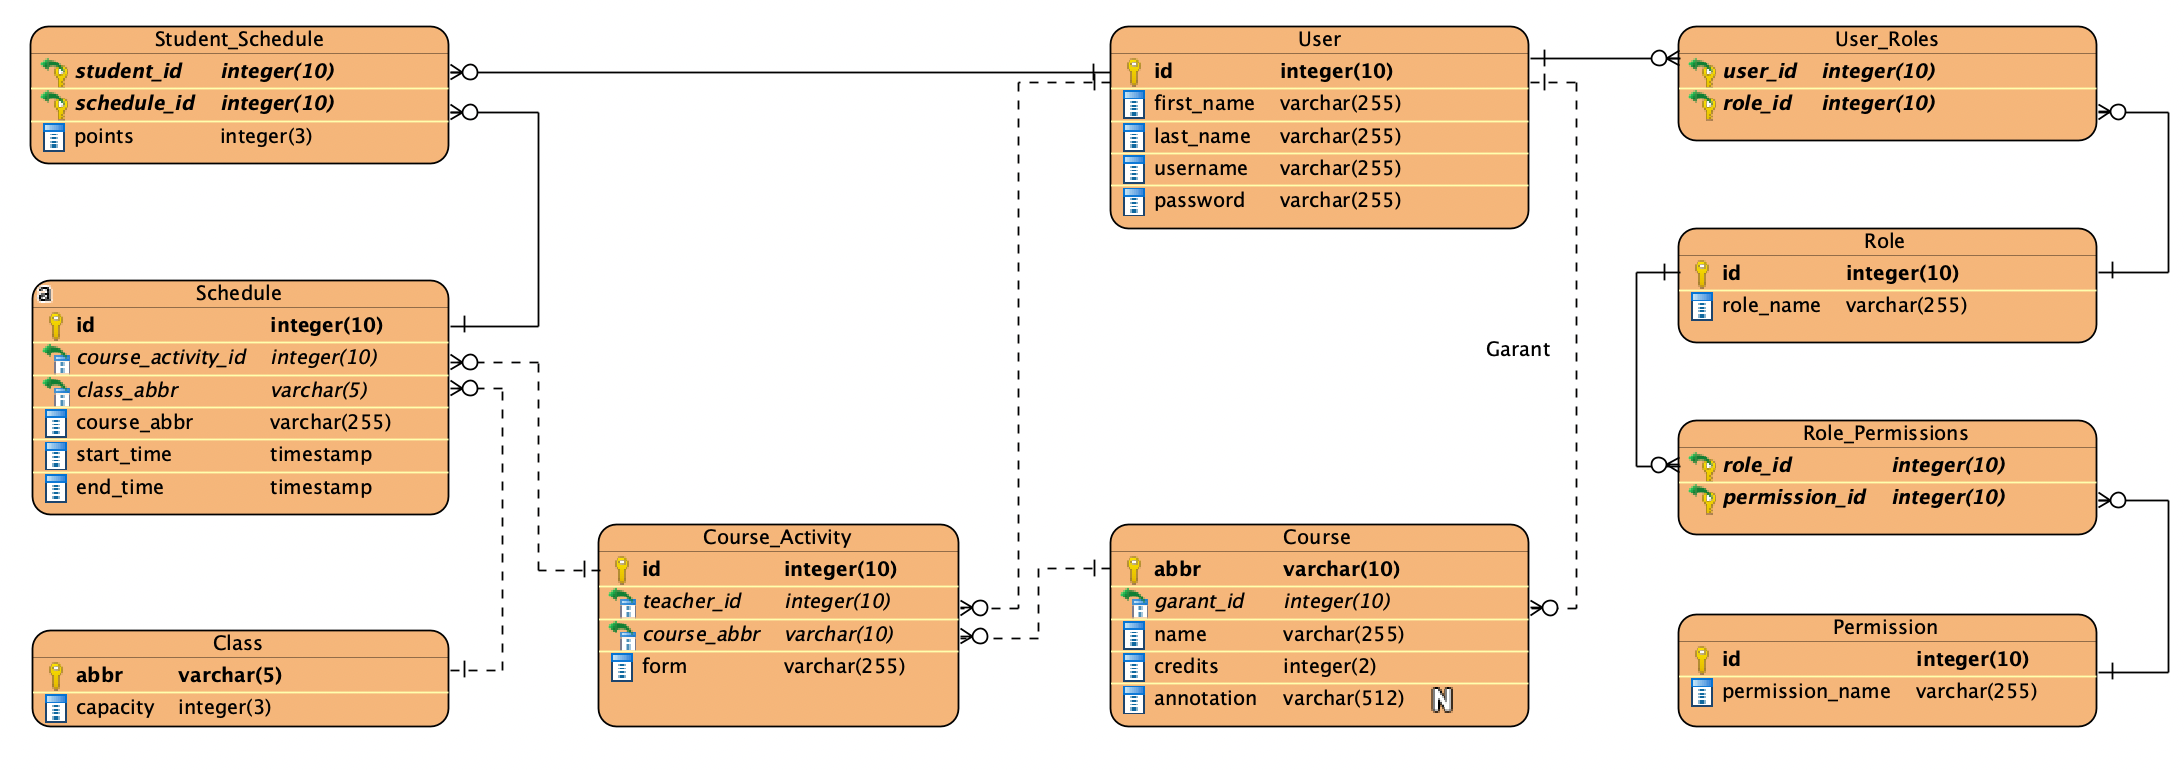 Student_Schedule
student_id integer(10)
schedule_id integer(10)
points integer(3)
User
id integer(10)
first_name varchar(255)
last_name varchar(255)
username varchar(255)
password varchar(255)
User_Roles
user_id integer(10)
role_id integer(10)
Role
id integer(10)
role_name varchar(255)
a
Schedule
id integer(10)
course_activity_id integer(10)
class_abbr varchar(5)
course_abbr varchar(255)
start_time timestamp
end_time timestamp
Garant
Role_Permissions
role_id integer(10)
permission_id integer(10)
Course_Activity
id integer(10)
teacher_id integer(10)
course_abbr varchar(10)
form varchar(255)
Course
abbr varchar(10)
garant_id integer(10)
name varchar(255)
credits integer(2)
annotation varchar(512) N
Class
abbr varchar(5)
capacity integer(3)
Permission
id integer(10)
permission_name varchar(255)